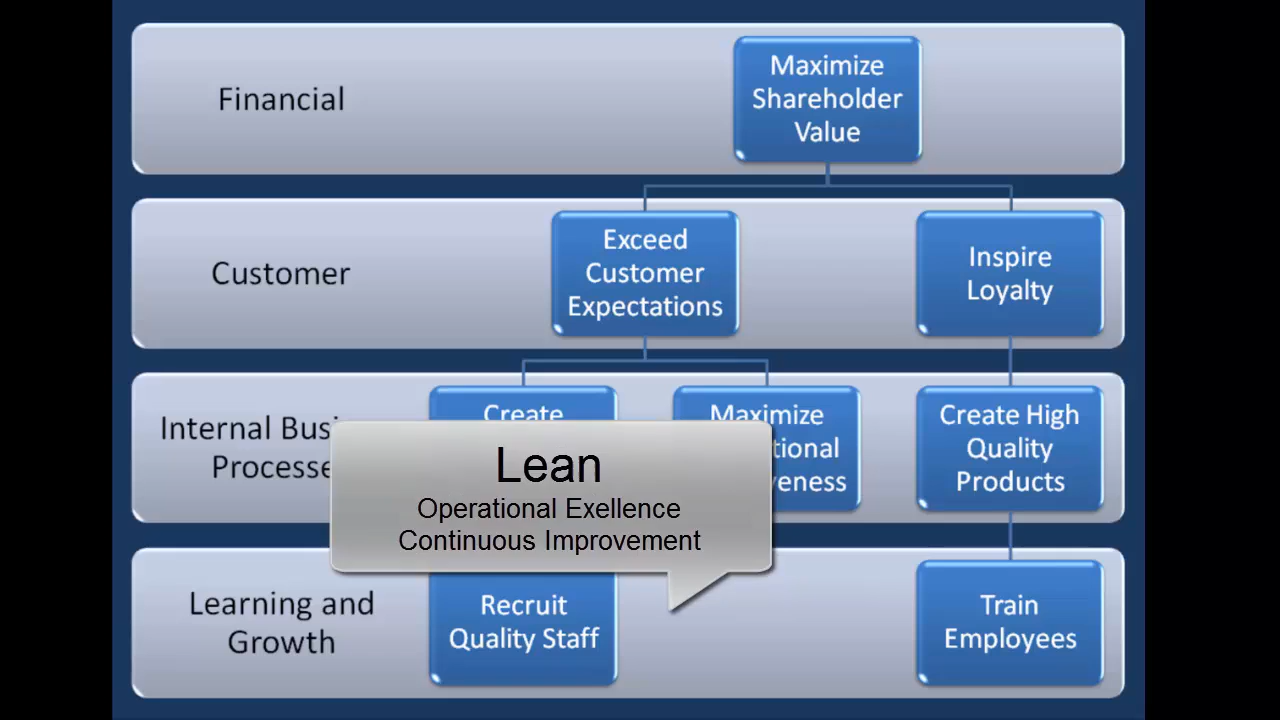 Financial
Maximize
Shareholder
Value
Customer
Exceed
Customer
Expectations
Inspire
Loyalty
Internal
Create
Maximize
Create High
Quality
Products
Lean
Operational Exellence
Continuous Improvement
Learning and
Growth
Recruit
Quality Staff
Train
Employees